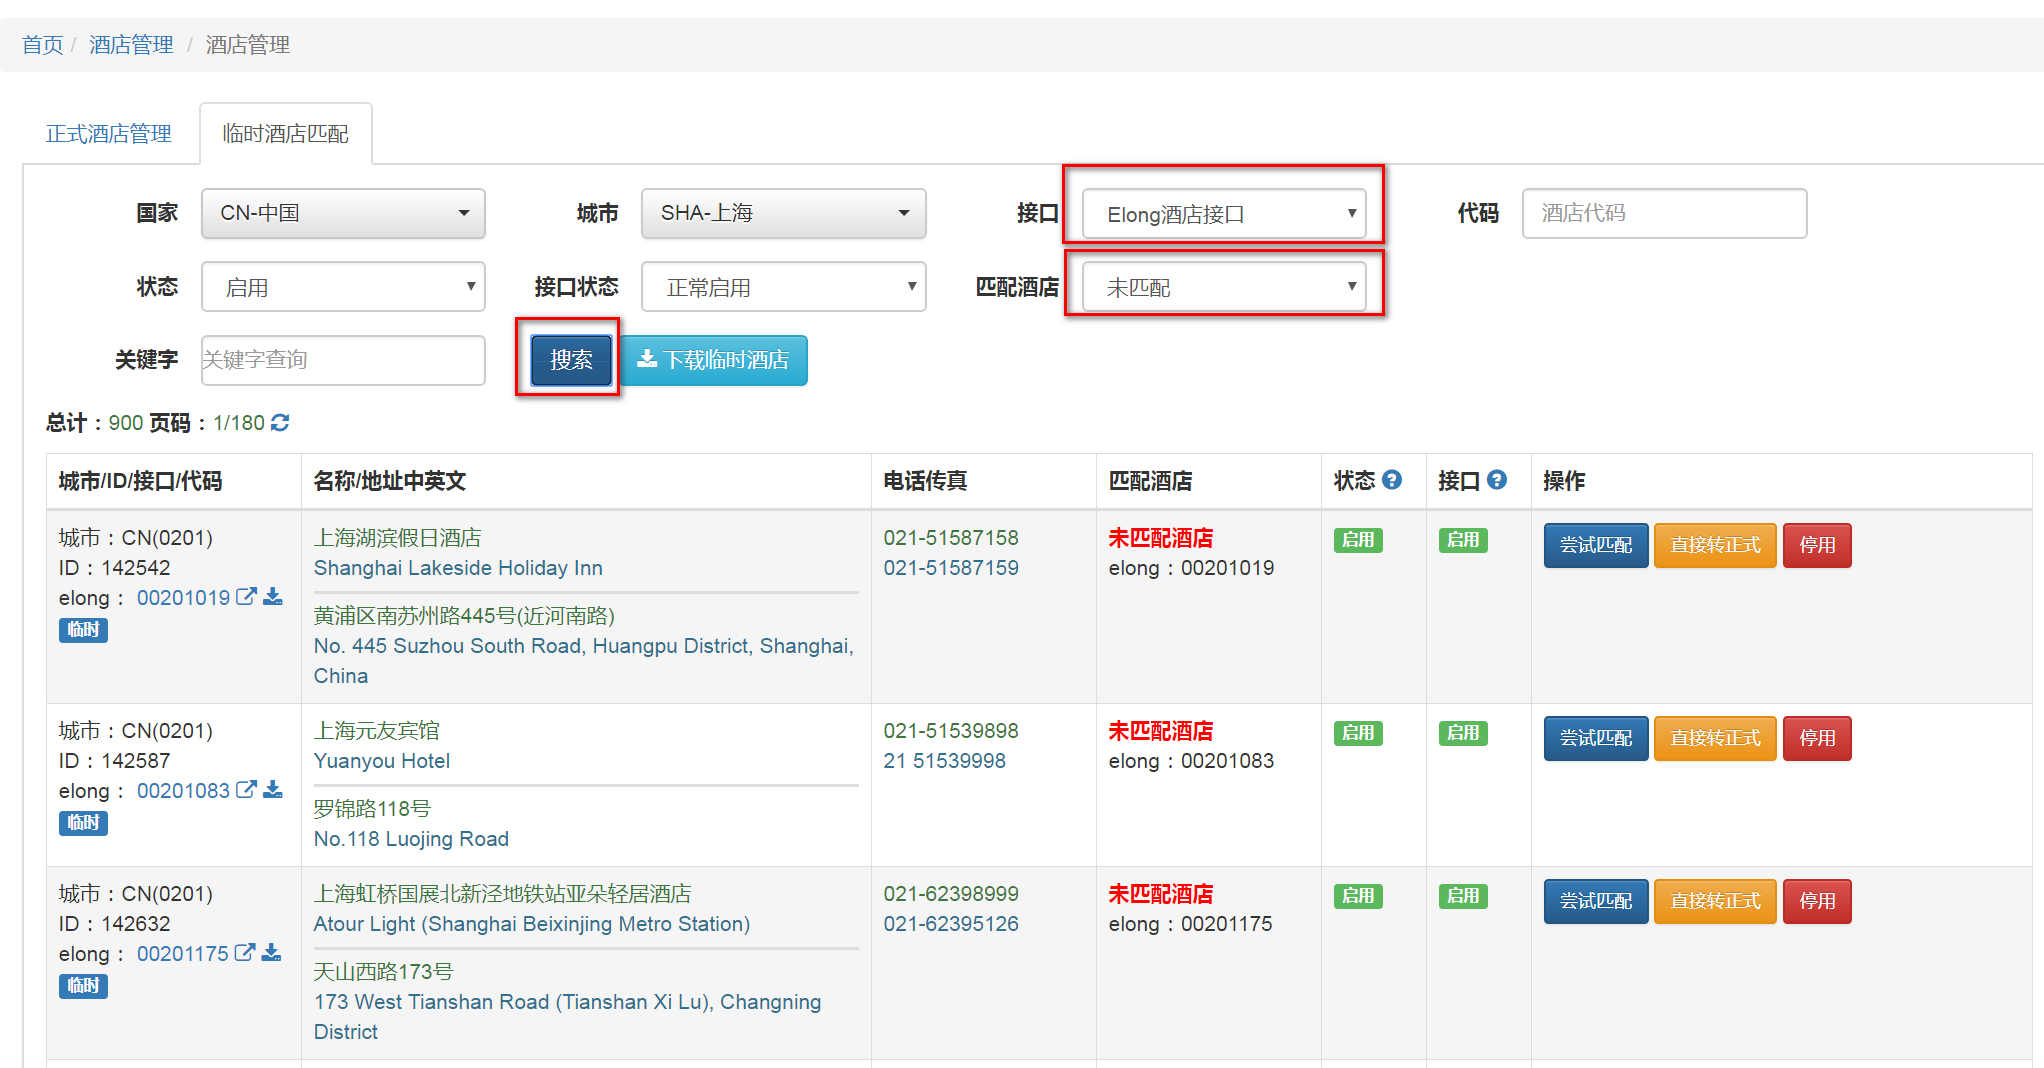 首页 / 酒店管理 / 酒店管理
正式酒店管理 临时酒店匹配
国家 CN-中国 城市 SHA-上海 接口 Elong酒店接口 代码 酒店代码
状态 启用 接口状态 正常启用 匹配酒店 未匹配
关键字 关键字查询 搜索 下载临时酒店
总计：900 页码：1/180
城市/ID/接口/代码 名称/地址中英文 电话传真 匹配酒店 状态 接口 操作
城市：CN(0201) 上海湖滨假日酒店 021-51587158 未匹配酒店 启用 启用 尝试匹配 直接转正式 停用
ID：142542 Shanghai Lakeside Holiday Inn 021-51587159 elong：00201019
elong： 00201019
黄浦区南苏州路445号(近河南路)
临时
No. 445 Suzhou South Road, Huangpu District, Shanghai,
China
城市：CN(0201) 上海元友宾馆 021-51539898 未匹配酒店 启用 启用 尝试匹配 直接转正式 停用
ID：142587 Yuanyou Hotel 21 51539998 elong：00201083
elong： 00201083
罗锦路118号
临时
No.118 Luojing Road
城市：CN(0201) 上海虹桥国展北新泾地铁站亚朵轻居酒店 021-62398999 未匹配酒店 启用 启用 尝试匹配 直接转正式 停用
ID：142632 Atour Light (Shanghai Beixinjing Metro Station) 021-62395126 elong：00201175
elong： 00201175
天山西路173号
临时
173 West Tianshan Road (Tianshan Xi Lu), Changning
District